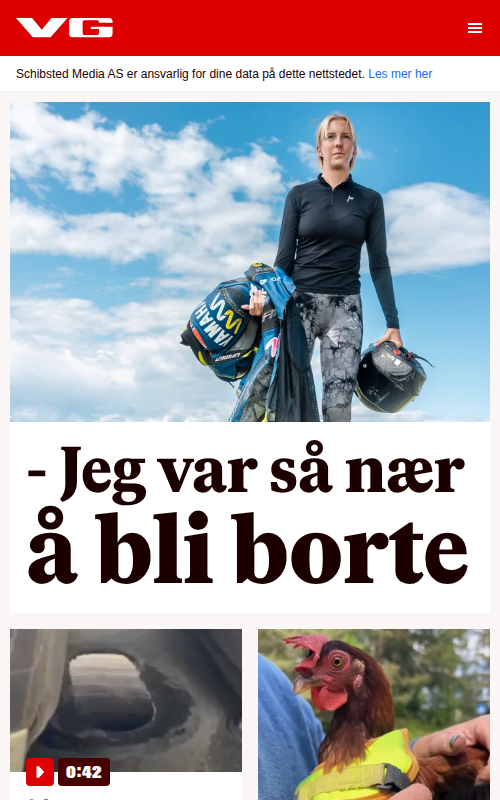 VG
Schibsted Media AS er ansvarlig for dine data på dette nettstedet. Les mer her
YAMAHA
- Jeg var så nær
å bli borte
0:42